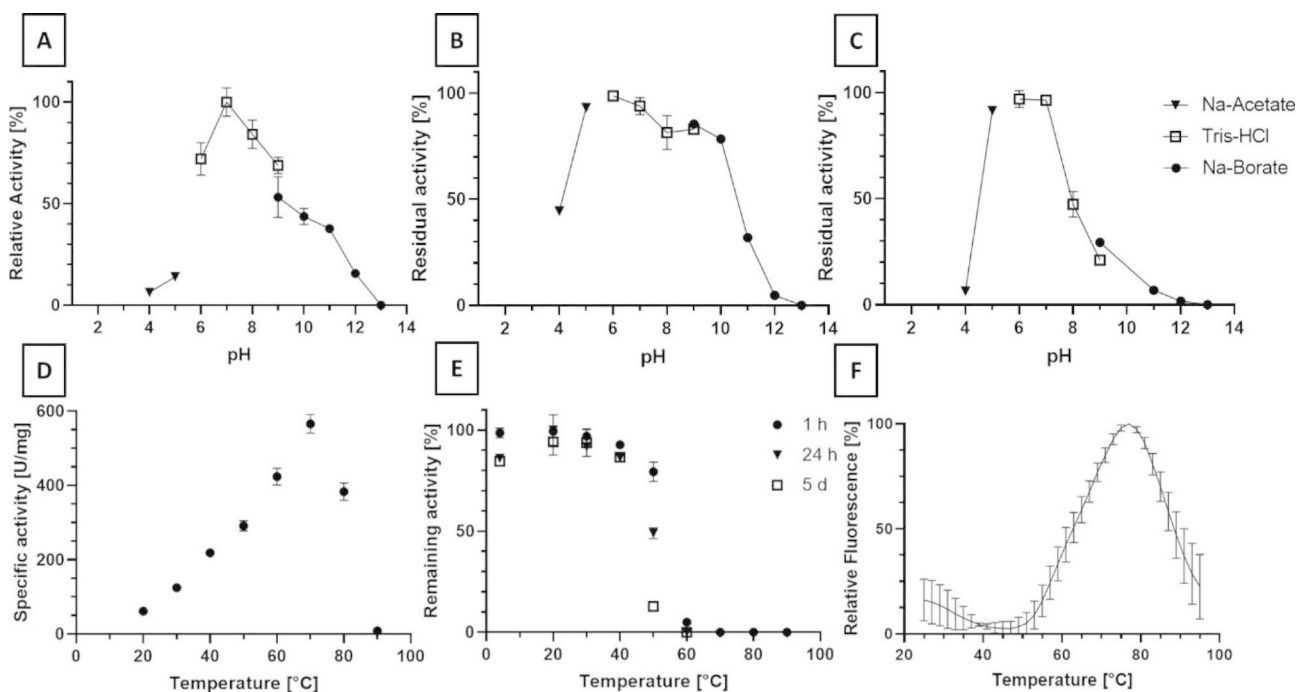 A
Relative Activity [%]
100
50
0
2 4 6 8 10 12 14
pH
B
Residual activity [%]
100
50
0
2 4 6 8 10 12 14
pH
C
Residual activity [%]
100
50
0
2 4 6 8 10 12 14
pH
Na-Acetate
Tris-HCl
Na-Borate
D
Specific activity [U/mg]
600
400
200
0
0 20 40 60 80 100
Temperature [°C]
E
Remaining activity [%]
100
50
0
0 20 40 60 80 100
Temperature [°C]
1 h
24 h
5 d
F
Relative Fluorescence [%]
100
50
0
20 40 60 80 100
Temperature [°C]